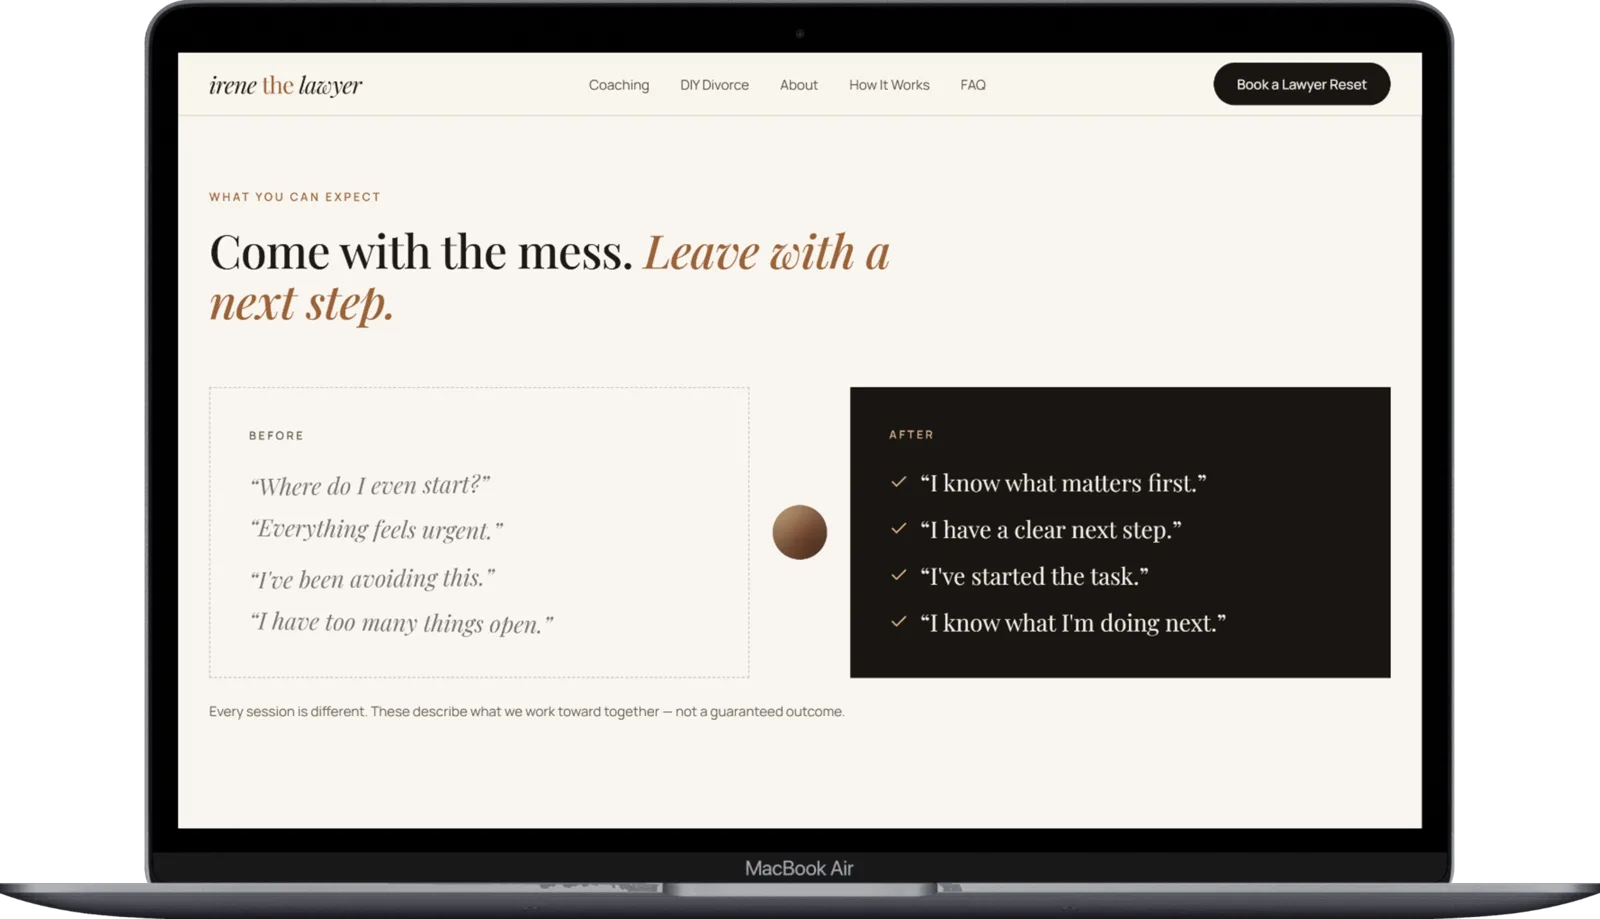 irene the lawyer
Coaching
DIY Divorce
About
How It Works
FAQ
Book a Lawyer Reset
WHAT YOU CAN EXPECT
Come with the mess. Leave with a
next step.
BEFORE
“Where do I even start?”
“Everything feels urgent.”
“I've been avoiding this.”
“I have too many things open.”
AFTER
“I know what matters first.”
“I have a clear next step.”
“I've started the task.”
“I know what I'm doing next.”
Every session is different. These describe what we work toward together — not a guaranteed outcome.
MacBook Air